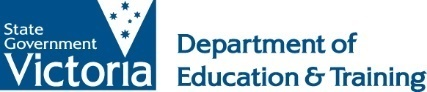 State
Government
Victoria
Department of
Education & Training